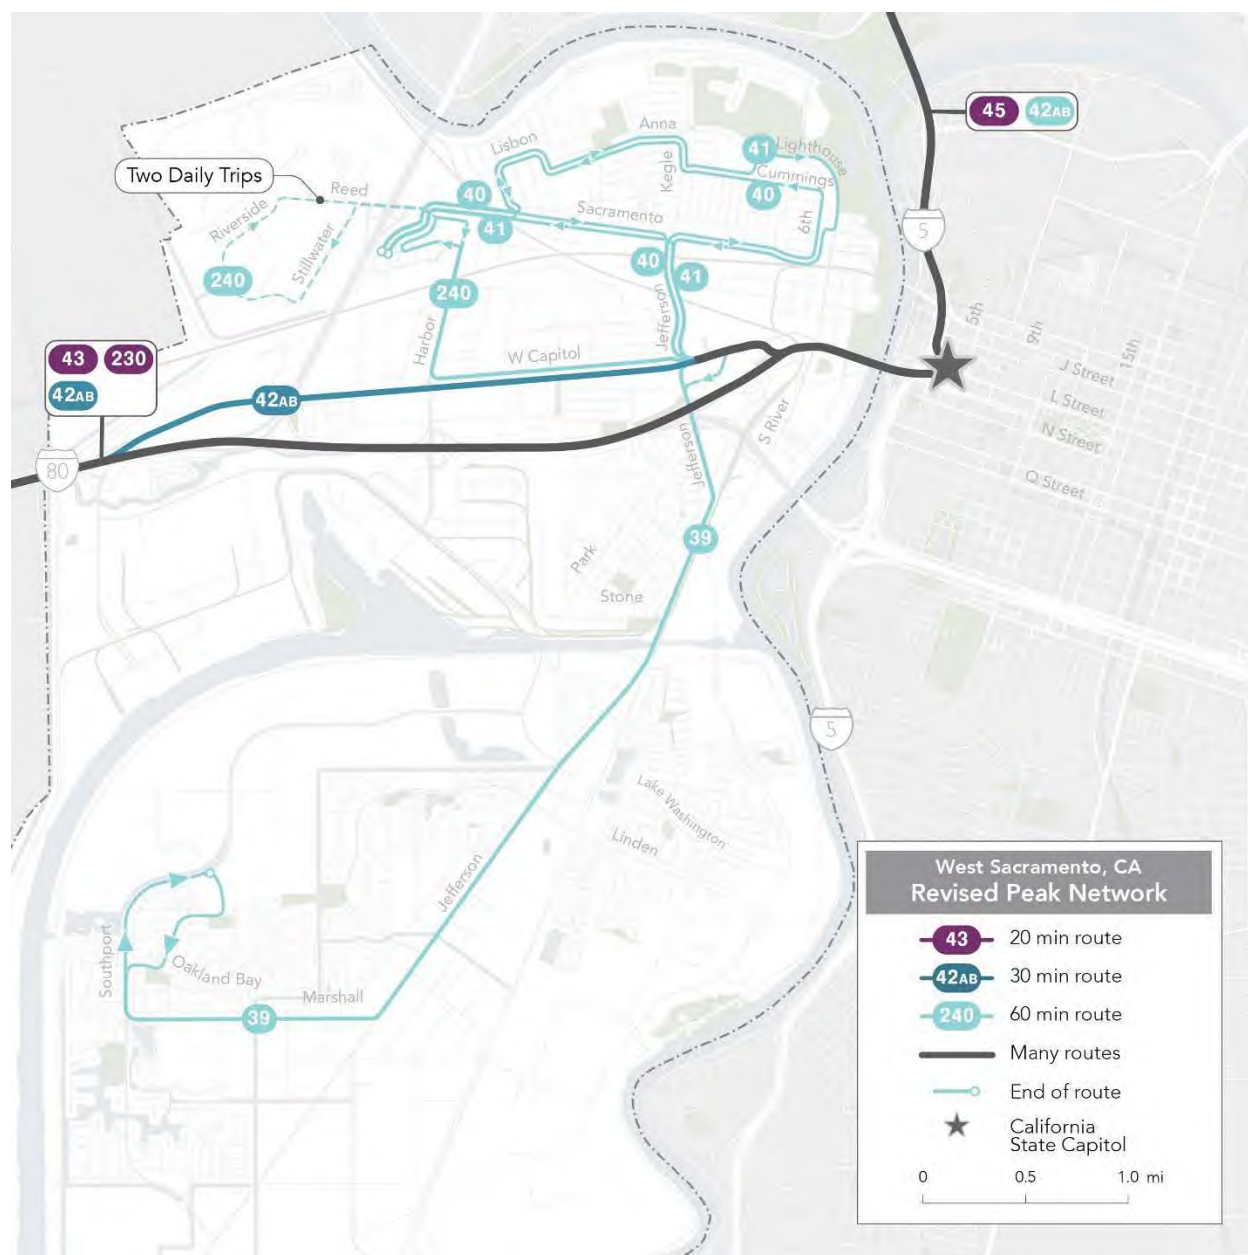 Anna
Lisbon
41
Lighthouse
45 42AB
Kegle
Cummings
Two Daily Trips
Reed
40
40
Riverside
Sacramento
6th
Stillwater
41
5
40
41
240
240
5th
Harbor
Jefferson
9th
15th
W Capitol
43 230
42AB
J Street
42AB
L Street
S River
N Street
Jefferson
80
Q Street
39
Park
Stone
5
Lake Washington
Linden
Jefferson
Southport
Oakland Bay
Marshall
39
West Sacramento, CA
Revised Peak Network
43 20 min route
42AB 30 min route
240 60 min route
Many routes
End of route
California
State Capitol
0 0.5 1.0 mi